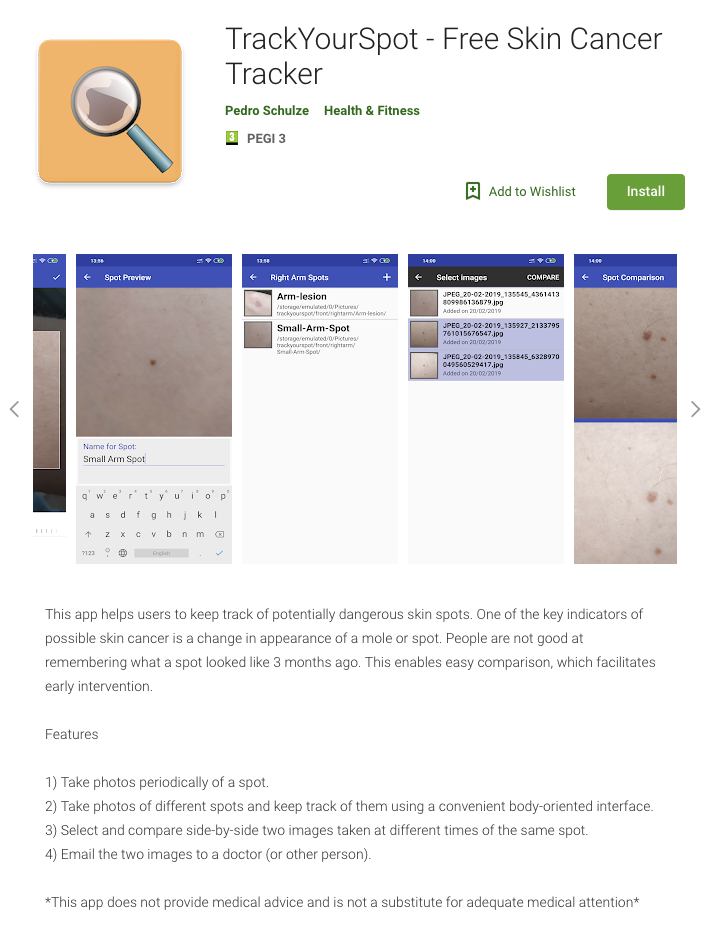 TrackYourSpot - Free Skin Cancer
Tracker
Pedro Schulze Health & Fitness
3 PEGI 3
Add to Wishlist Install
13:56
Spot Preview
Name for Spot:
Small Arm Spot
q w e r t y u i o p
a s d f g h j k l
z x c v b n m
?123 English .
13:58
Right Arm Spots
Arm-lesion
/storage/emulated/0/Pictures/
trackyourspot/front/rightarm/Arm-lesion/
Small-Arm-Spot
/storage/emulated/0/Pictures/
trackyourspot/front/rightarm/
Small-Arm-Spot/
14:00
Select Images COMPARE
JPEG_20-02-2019_135545_4361413
809986136879.jpg
Added on 20/02/2019
JPEG_20-02-2019_135927_2133795
761015676547.jpg
Added on 20/02/2019
JPEG_20-02-2019_135845_6328970
049560529417.jpg
Added on 20/02/2019
14:00
Spot Comparison
This app helps users to keep track of potentially dangerous skin spots. One of the key indicators of
possible skin cancer is a change in appearance of a mole or spot. People are not good at
remembering what a spot looked like 3 months ago. This enables easy comparison, which facilitates
early intervention.
Features
1) Take photos periodically of a spot.
2) Take photos of different spots and keep track of them using a convenient body-oriented interface.
3) Select and compare side-by-side two images taken at different times of the same spot.
4) Email the two images to a doctor (or other person).
*This app does not provide medical advice and is not a substitute for adequate medical attention*